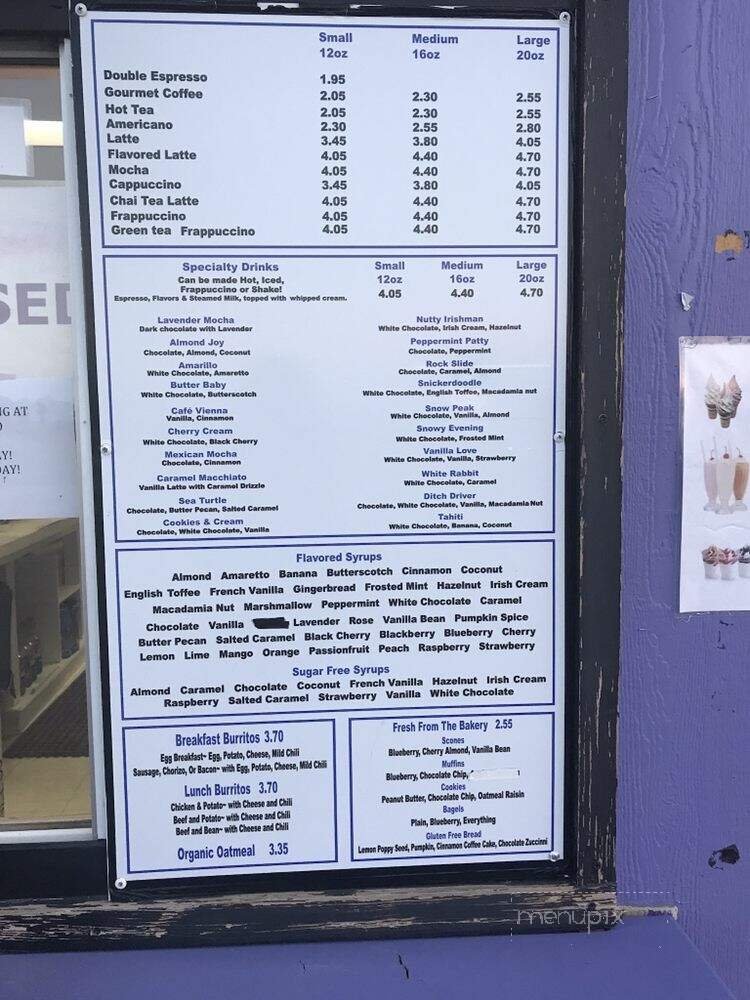 Small Medium Large
12oz 16oz 20oz
Double Espresso 1.95
Gourmet Coffee 2.05 2.30 2.55
Hot Tea 2.05 2.30 2.55
Americano 2.30 2.55 2.80
Latte 3.45 3.80 4.05
Flavored Latte 4.05 4.40 4.70
Mocha 4.05 4.40 4.70
Cappuccino 3.45 3.80 4.05
Chai Tea Latte 4.05 4.40 4.70
Frappuccino 4.05 4.40 4.70
Green tea Frappuccino 4.05 4.40 4.70
Specialty Drinks Small Medium Large
Can be made Hot, Iced, 12oz 16oz 20oz
Frappuccino or Shake! 4.05 4.40 4.70
Espresso, Flavors & Steamed Milk, topped with whipped cream.
Lavender Mocha
Dark chocolate with Lavender
Almond Joy
Chocolate, Almond, Coconut
Amarillo
White Chocolate, Amaretto
Butter Baby
White Chocolate, Butterscotch
Café Vienna
Vanilla, Cinnamon
Cherry Cream
White Chocolate, Black Cherry
Mexican Mocha
Chocolate, Cinnamon
Caramel Macchiato
Vanilla Latte with Caramel Drizzle
Sea Turtle
Chocolate, Butter Pecan, Salted Caramel
Cookies & Cream
Chocolate, White Chocolate, Vanilla
Nutty Irishman
White Chocolate, Irish Cream, Hazelnut
Peppermint Patty
Chocolate, Peppermint
Rock Slide
Chocolate, Caramel, Almond
Snickerdoodle
White Chocolate, English Toffee, Macadamia nut
Snow Peak
White Chocolate, Vanilla, Almond
Snowy Evening
White Chocolate, Frosted Mint
Vanilla Love
White Chocolate, Vanilla, Strawberry
White Rabbit
White Chocolate, Caramel
Ditch Driver
Chocolate, White Chocolate, Vanilla, Macadamia Nut
Tahiti
White Chocolate, Banana, Coconut
Flavored Syrups
Almond Amaretto Banana Butterscotch Cinnamon Coconut
English Toffee French Vanilla Gingerbread Frosted Mint Hazelnut Irish Cream
Macadamia Nut Marshmallow Peppermint White Chocolate Caramel
Chocolate Vanilla Lavender Rose Vanilla Bean Pumpkin Spice
Butter Pecan Salted Caramel Black Cherry Blackberry Blueberry Cherry
Lemon Lime Mango Orange Passionfruit Peach Raspberry Strawberry
Sugar Free Syrups
Almond Caramel Chocolate Coconut French Vanilla Hazelnut Irish Cream
Raspberry Salted Caramel Strawberry Vanilla White Chocolate
Breakfast Burritos 3.70
Egg Breakfast~ Egg, Potato, Cheese, Mild Chili
Sausage, Chorizo, Or Bacon~ with Egg, Potato, Cheese, Mild Chili
Lunch Burritos 3.70
Chicken & Potato~ with Cheese and Chili
Beef and Potato~ with Cheese and Chili
Beef and Bean~ with Cheese and Chili
Organic Oatmeal 3.35
Fresh From The Bakery 2.55
Scones
Blueberry, Cherry Almond, Vanilla Bean
Muffins
Blueberry, Chocolate Chip,
Cookies
Peanut Butter, Chocolate Chip, Oatmeal Raisin
Bagels
Plain, Blueberry, Everything
Gluten Free Bread
Lemon Poppy Seed, Pumpkin, Cinnamon Coffee Cake, Chocolate Zuccinni
SED
NG AT
AY!
DAY!
!
menupix